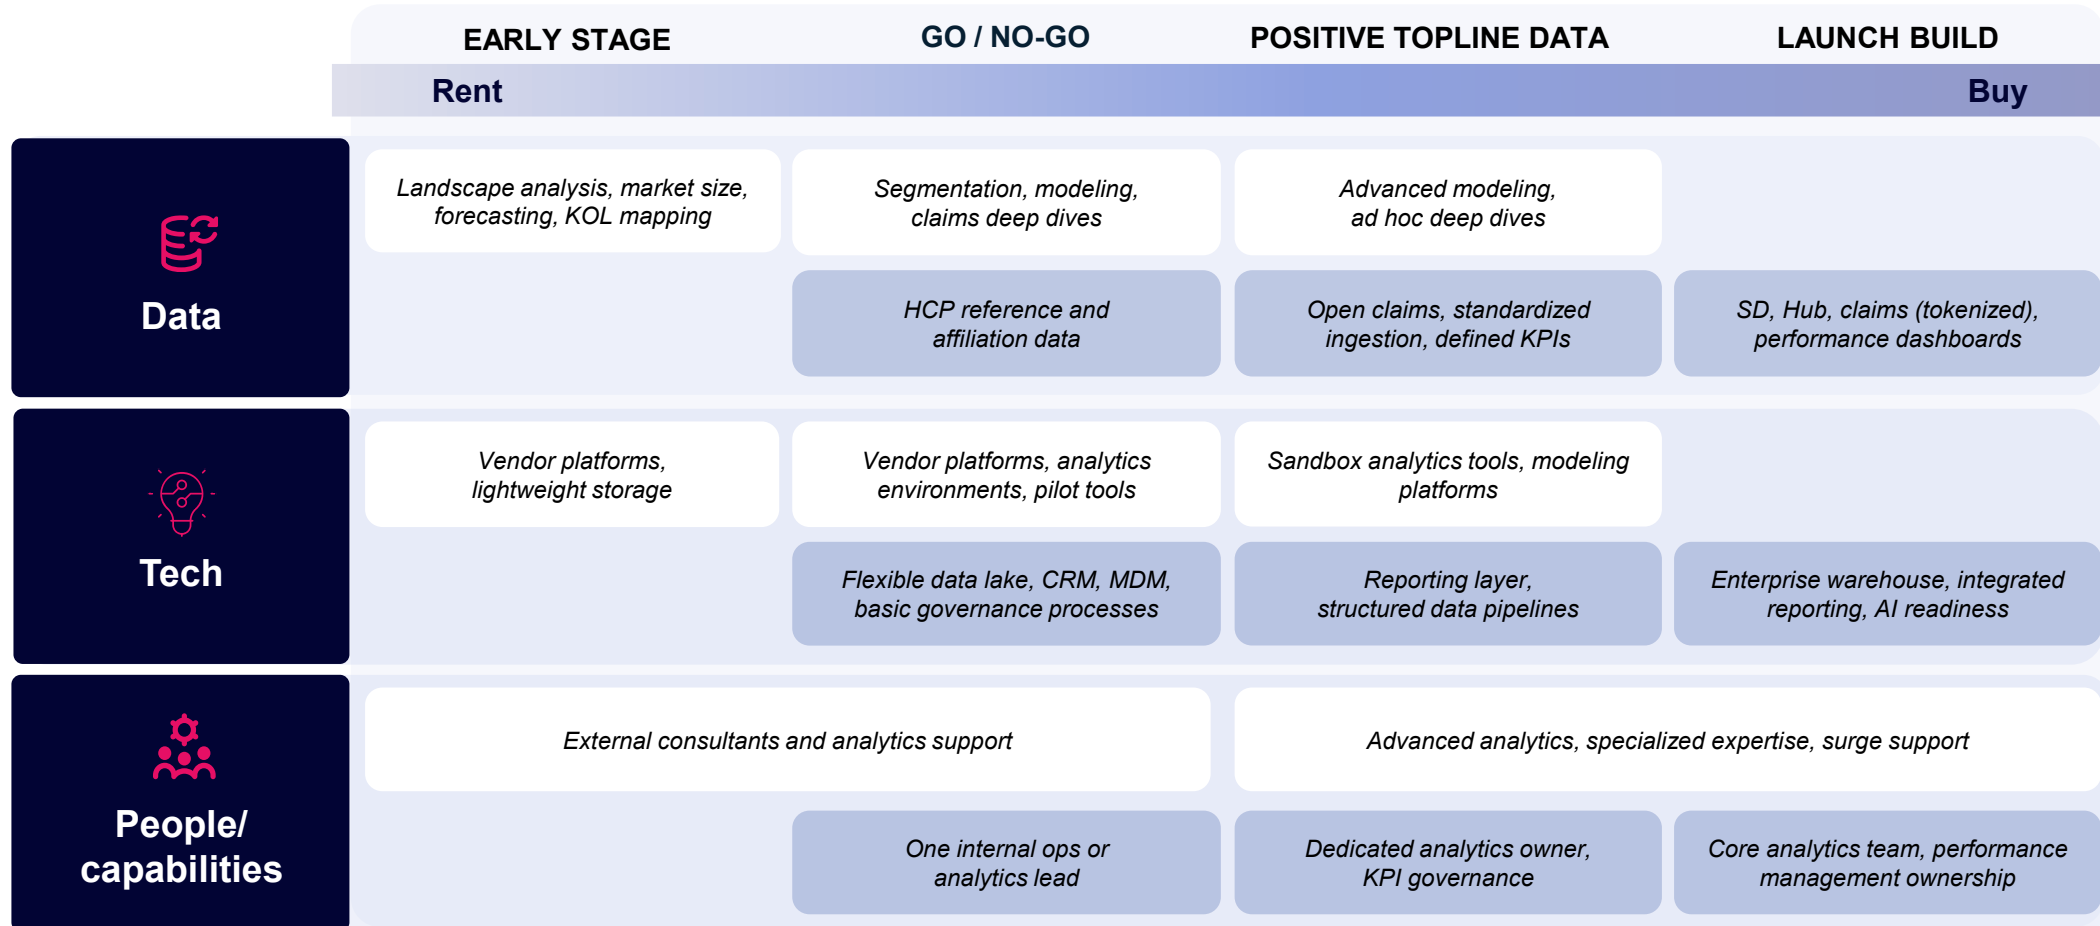 EARLY STAGE
GO / NO-GO
POSITIVE TOPLINE DATA
LAUNCH BUILD
Rent
Buy
Data
Landscape analysis, market size,
forecasting, KOL mapping
Segmentation, modeling,
claims deep dives
Advanced modeling,
ad hoc deep dives
HCP reference and
affiliation data
Open claims, standardized
ingestion, defined KPIs
SD, Hub, claims (tokenized),
performance dashboards
Tech
Vendor platforms,
lightweight storage
Vendor platforms, analytics
environments, pilot tools
Sandbox analytics tools, modeling
platforms
Flexible data lake, CRM, MDM,
basic governance processes
Reporting layer,
structured data pipelines
Enterprise warehouse, integrated
reporting, AI readiness
People/
capabilities
External consultants and analytics support
Advanced analytics, specialized expertise, surge support
One internal ops or
analytics lead
Dedicated analytics owner,
KPI governance
Core analytics team, performance
management ownership